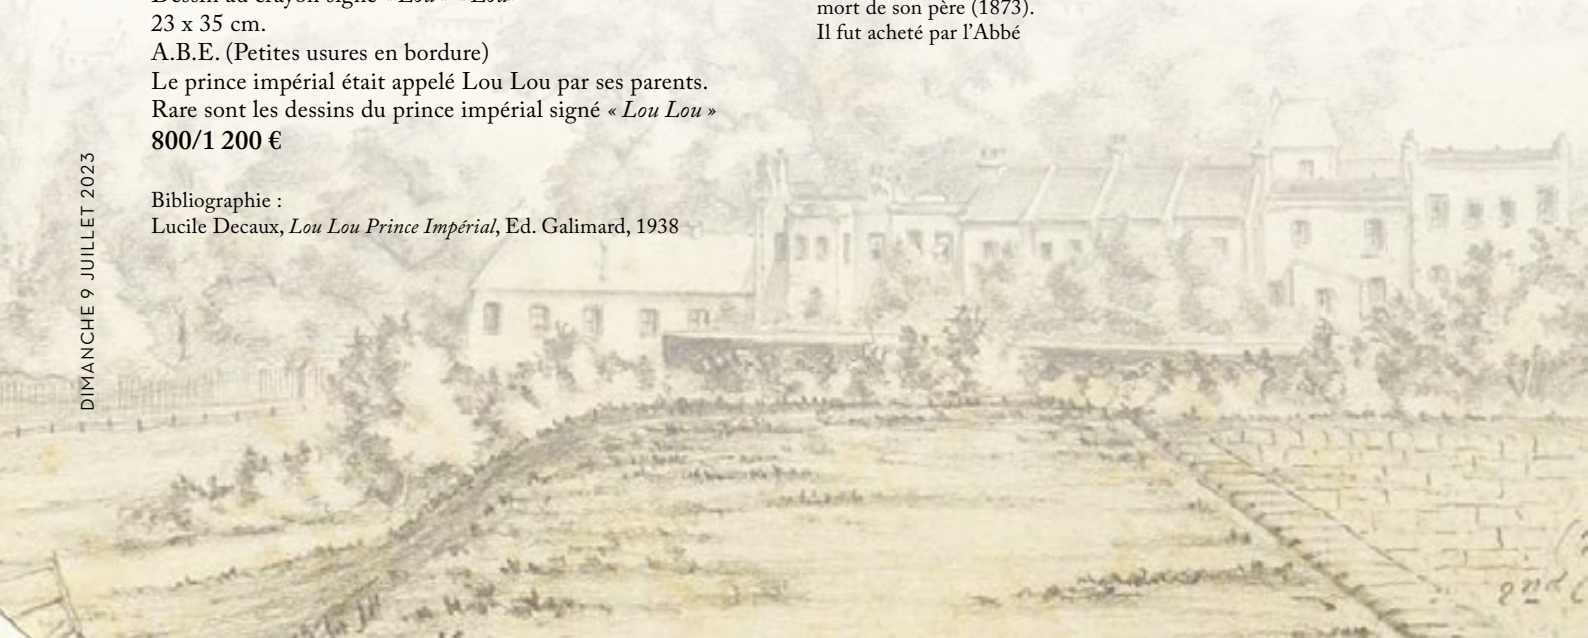 Dessin au crayon signé « Lou » « Lou»
23 x 35 cm.
A.B.E. (Petites usures en bordure)
Le prince impérial était appelé Lou Lou par ses parents.
Rare sont les dessins du prince impérial signé « Lou Lou »
800/1 200 €
Bibliographie :
Lucile Decaux, Lou Lou Prince Impérial, Ed. Galimard, 1938
mort de son père (1873).
Il fut acheté par l’Abbé
DIMANCHE 9 JUILLET 2023
2nd